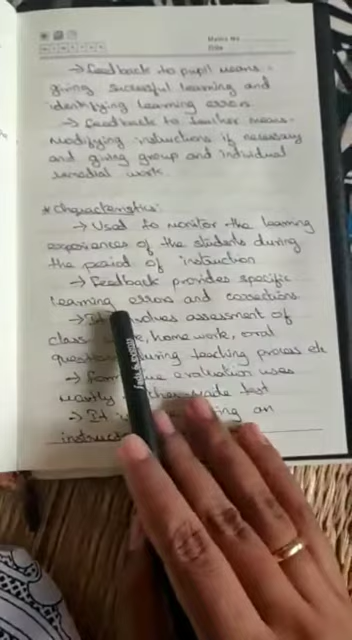 → Feedback to pupil means -
giving successful learning and
identifying learning errors.
→ Feedback to teacher means -
Modifying instructions if necessary
and giving group and individual
remedial work.
* Characteristics:
→ Used to monitor the learning
experiences of the students during
the period of instruction
→ Feedback provides specific
learning errors and corrections.
→ It assessment of
class , home work, oral
during teaching process etc
→ evaluation uses
mostly made test
→ It an